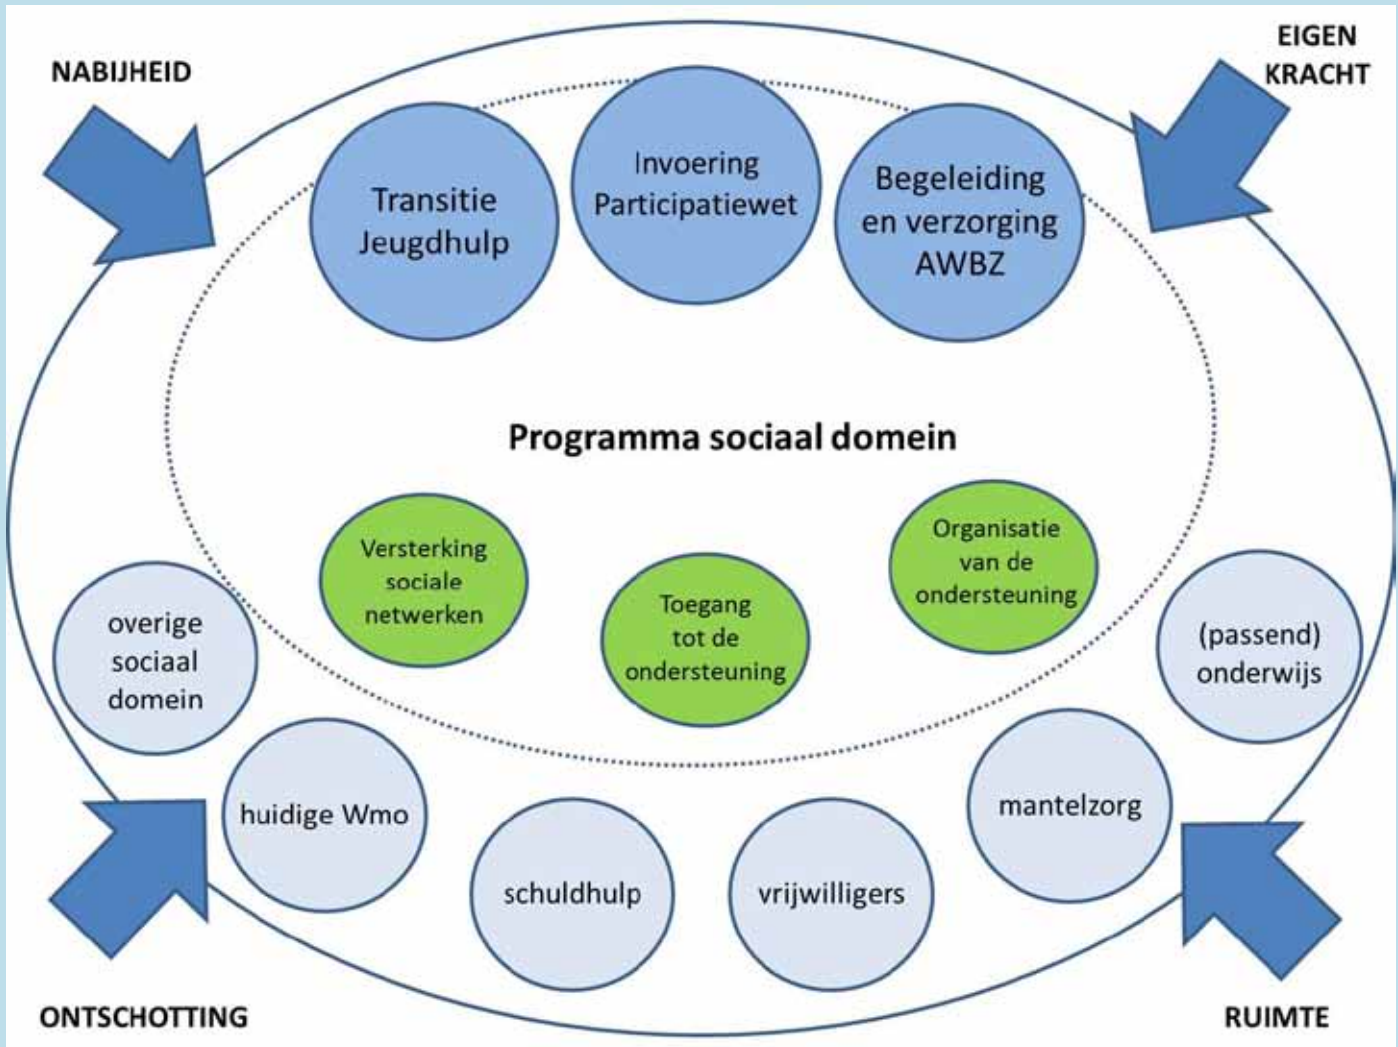 NABIJHEID
EIGEN
KRACHT
Transitie
Jeugdhulp
Invoering
Participatiewet
Begeleiding
en verzorging
AWBZ
Programma sociaal domein
Versterking
sociale
netwerken
Toegang
tot de
ondersteuning
Organisatie
van de
ondersteuning
overige
sociaal
domein
huidige Wmo
schuldhulp
vrijwilligers
mantelzorg
(passend)
onderwijs
ONTSCHOTTING
RUIMTE